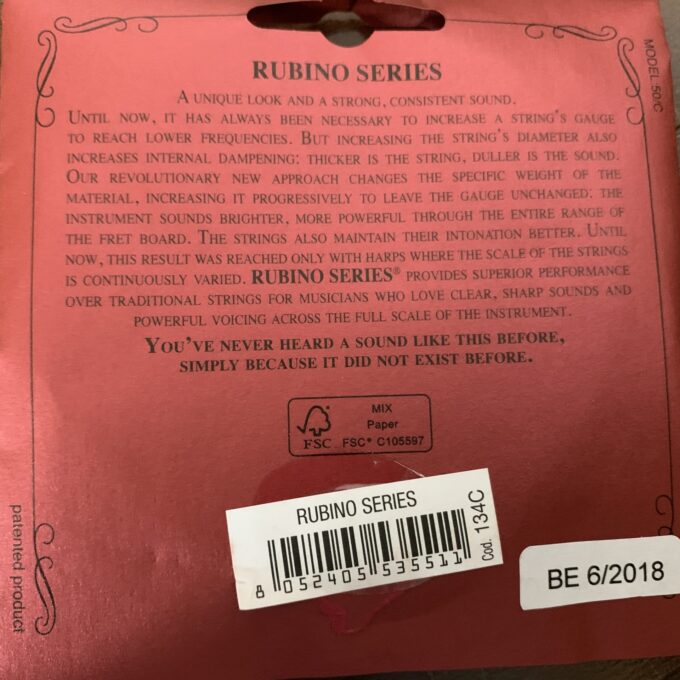 RUBINO SERIES
A UNIQUE LOOK AND A STRONG, CONSISTENT SOUND.
UNTIL NOW, IT HAS ALWAYS BEEN NECESSARY TO INCREASE A STRING'S GAUGE
TO REACH LOWER FREQUENCIES. BUT INCREASING THE STRING'S DIAMETER ALSO
INCREASES INTERNAL DAMPENING: THICKER IS THE STRING, DULLER IS THE SOUND.
OUR REVOLUTIONARY NEW APPROACH CHANGES THE SPECIFIC WEIGHT OF THE
MATERIAL, INCREASING IT PROGRESSIVELY TO LEAVE THE GAUGE UNCHANGED: THE
INSTRUMENT SOUNDS BRIGHTER, MORE POWERFUL THROUGH THE ENTIRE RANGE OF
THE FRET BOARD. THE STRINGS ALSO MAINTAIN THEIR INTONATION BETTER. UNTIL
NOW, THIS RESULT WAS REACHED ONLY WITH HARPS WHERE THE SCALE OF THE STRINGS
IS CONTINUOUSLY VARIED. RUBINO SERIES® PROVIDES SUPERIOR PERFORMANCE
OVER TRADITIONAL STRINGS FOR MUSICIANS WHO LOVE CLEAR, SHARP SOUNDS AND
POWERFUL VOICING ACROSS THE FULL SCALE OF THE INSTRUMENT.
YOU'VE NEVER HEARD A SOUND LIKE THIS BEFORE,
SIMPLY BECAUSE IT DID NOT EXIST BEFORE.
MODEL:50/C
FSC
MIX
Paper
FSC® C105597
patented product
RUBINO SERIES
8 052405 535511
Cod. 134C
BE 6/2018